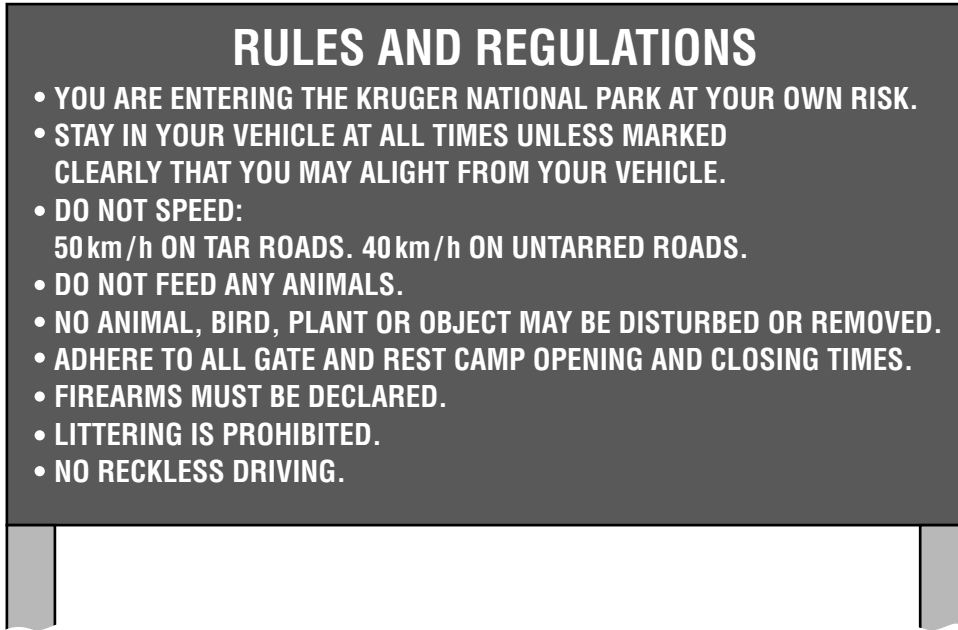 RULES AND REGULATIONS
• YOU ARE ENTERING THE KRUGER NATIONAL PARK AT YOUR OWN RISK.
• STAY IN YOUR VEHICLE AT ALL TIMES UNLESS MARKED
CLEARLY THAT YOU MAY ALIGHT FROM YOUR VEHICLE.
• DO NOT SPEED:
50 km/h ON TAR ROADS. 40 km/h ON UNTARRED ROADS.
• DO NOT FEED ANY ANIMALS.
• NO ANIMAL, BIRD, PLANT OR OBJECT MAY BE DISTURBED OR REMOVED.
• ADHERE TO ALL GATE AND REST CAMP OPENING AND CLOSING TIMES.
• FIREARMS MUST BE DECLARED.
• LITTERING IS PROHIBITED.
• NO RECKLESS DRIVING.